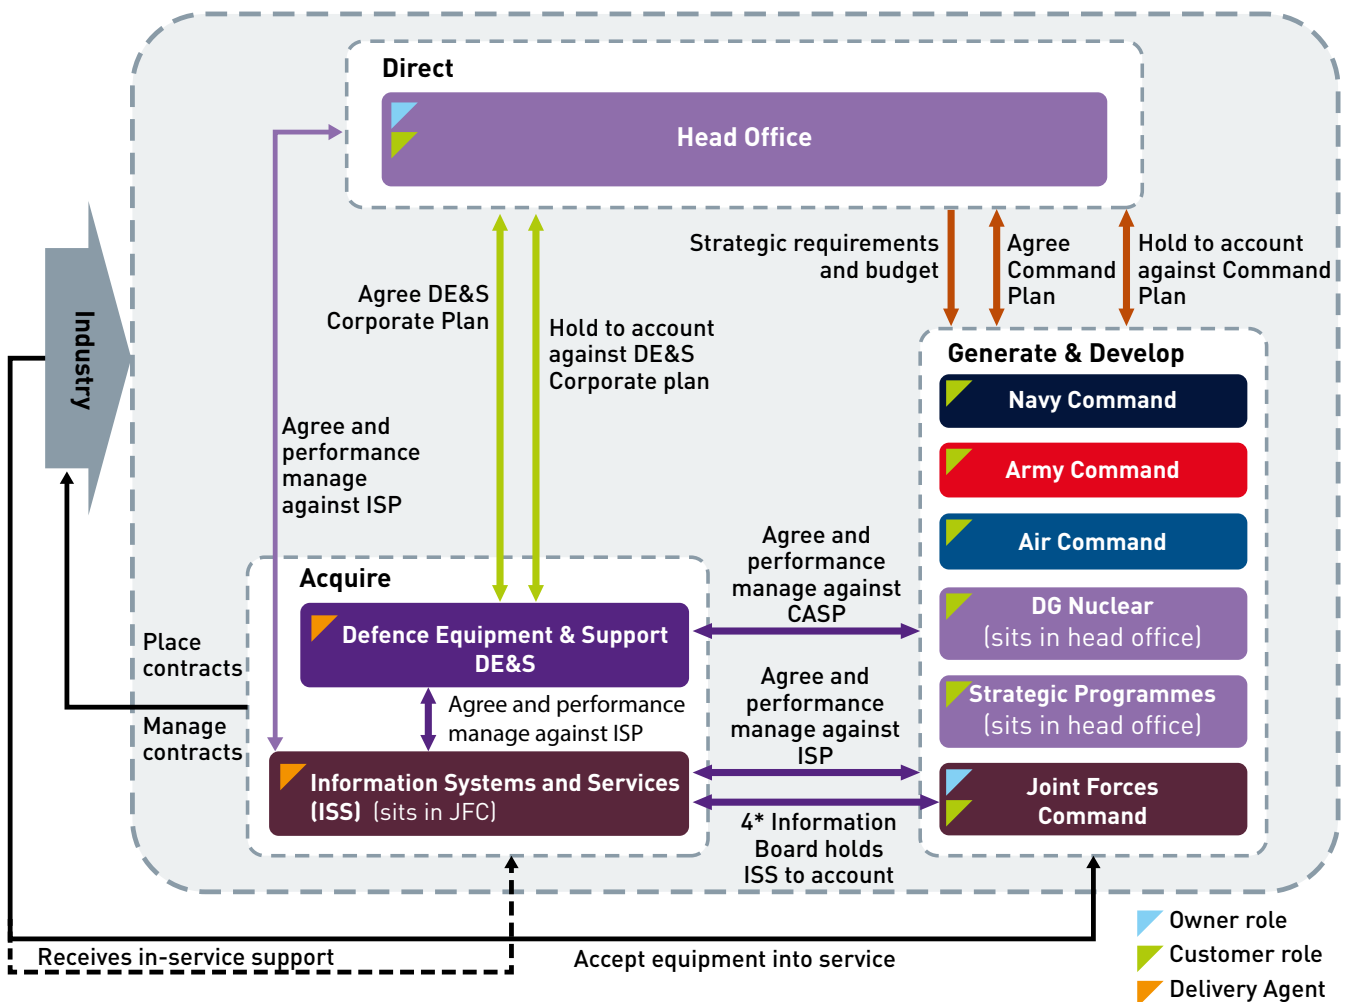 Direct
Head Office
Strategic requirements
and budget
Agree
Command
Plan
Hold to account
against Command
Plan
Agree DE&S
Corporate Plan
Hold to account
against DE&S
Corporate plan
Industry
Agree and
performance
manage
against ISP
Generate & Develop
Navy Command
Army Command
Air Command
DG Nuclear
(sits in head office)
Strategic Programmes
(sits in head office)
Joint Forces
Command
Agree and
performance
manage against
CASP
Agree and
performance
manage against
ISP
4* Information
Board holds
ISS to account
Acquire
Defence Equipment & Support
DE&S
Agree and performance
manage against ISP
Information Systems and Services
(ISS) (sits in JFC)
Place
contracts
Manage
contracts
Receives in-service support
Accept equipment into service
Owner role
Customer role
Delivery Agent